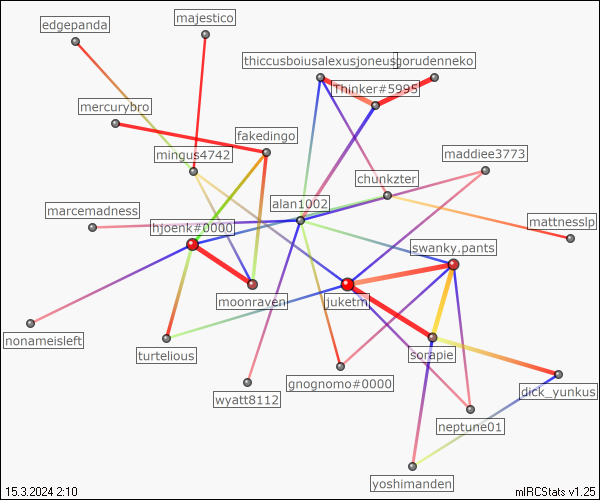 majestico
edgepanda
thiccusboiusalexusjoneus
gorudenneko
Thinker#5995
mercurybro
fakedingo
mingus4742
maddiee3773
chunkzter
alan1002
marcemadness
hjoenk#0000
mattnesslp
swanky.pants
moonraven
juketm
nonameisleft
turtelious
sorapie
gnognomo#0000
dick_yunkus
wyatt8112
neptune01
yoshimanden
15.3.2024 2:10
mIRCStats v1.25